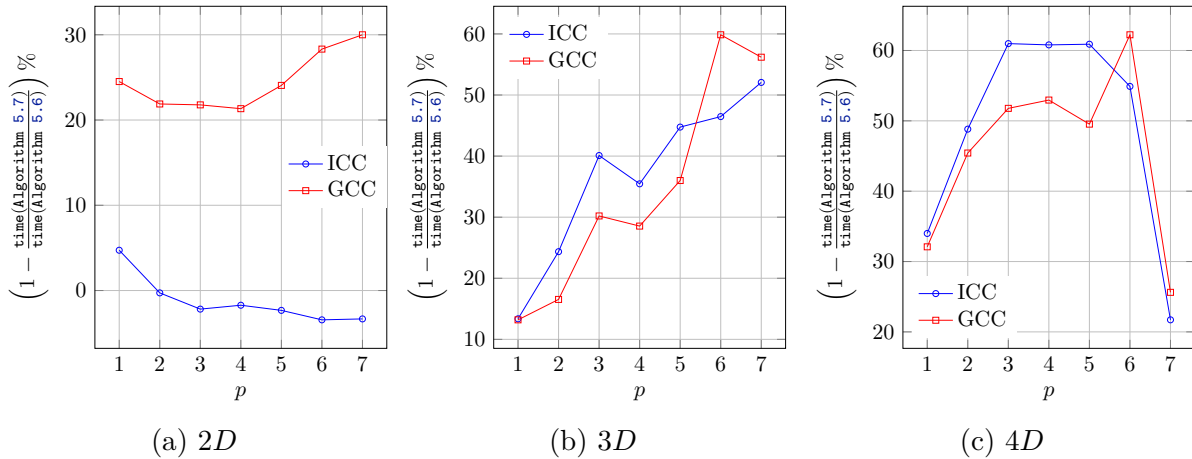 30
20
10
0
1 2 3 4 5 6 7
p
(1 − time(Algorithm 5.7) / time(Algorithm 5.6)) %
ICC
GCC
(a) 2D
60
50
40
30
20
10
1 2 3 4 5 6 7
p
(1 − time(Algorithm 5.7) / time(Algorithm 5.6)) %
ICC
GCC
(b) 3D
60
50
40
30
20
1 2 3 4 5 6 7
p
(1 − time(Algorithm 5.7) / time(Algorithm 5.6)) %
ICC
GCC
(c) 4D